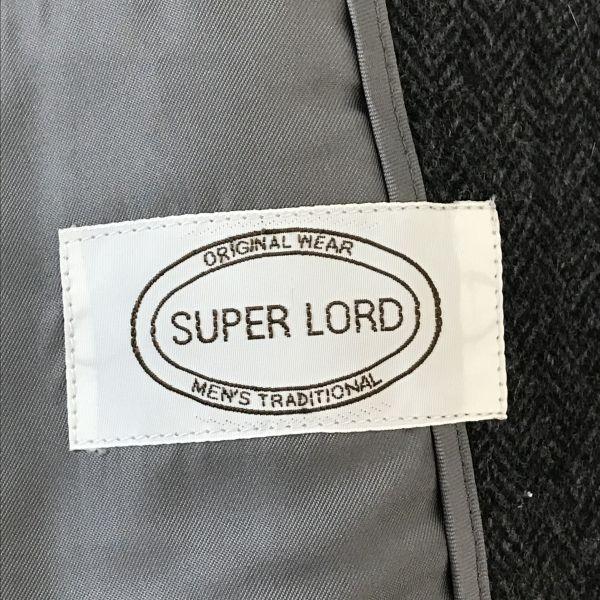 ORIGINAL WEAR
SUPER LORD
MEN'S TRADITIONAL